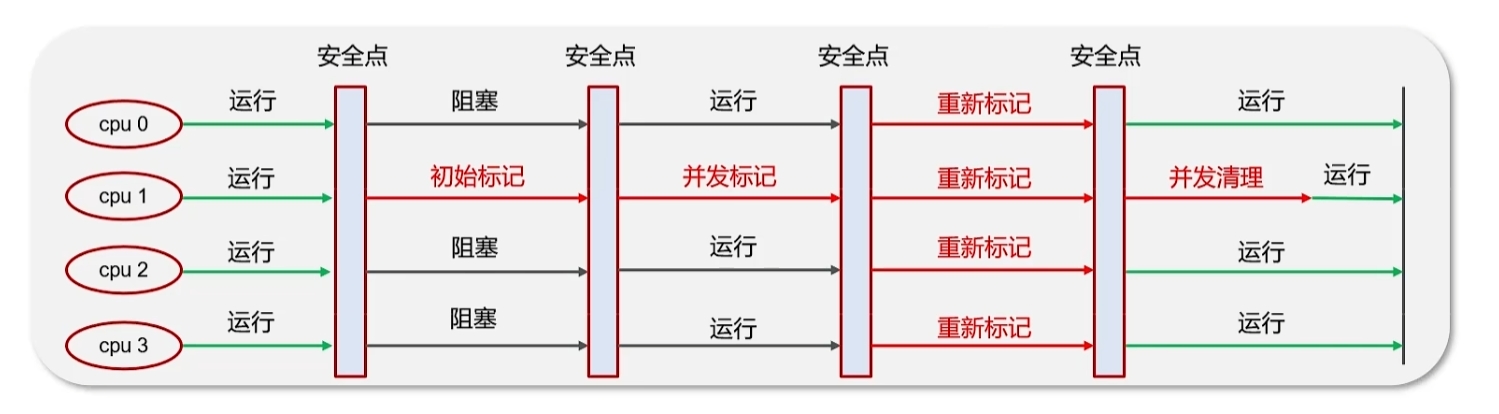 安全点 安全点 安全点 安全点
运行 阻塞 运行 重新标记 运行
cpu 0
运行 初始标记 并发标记 重新标记 并发清理 运行
cpu 1
运行 阻塞 运行 重新标记 运行
cpu 2
运行 阻塞 运行 重新标记 运行
cpu 3